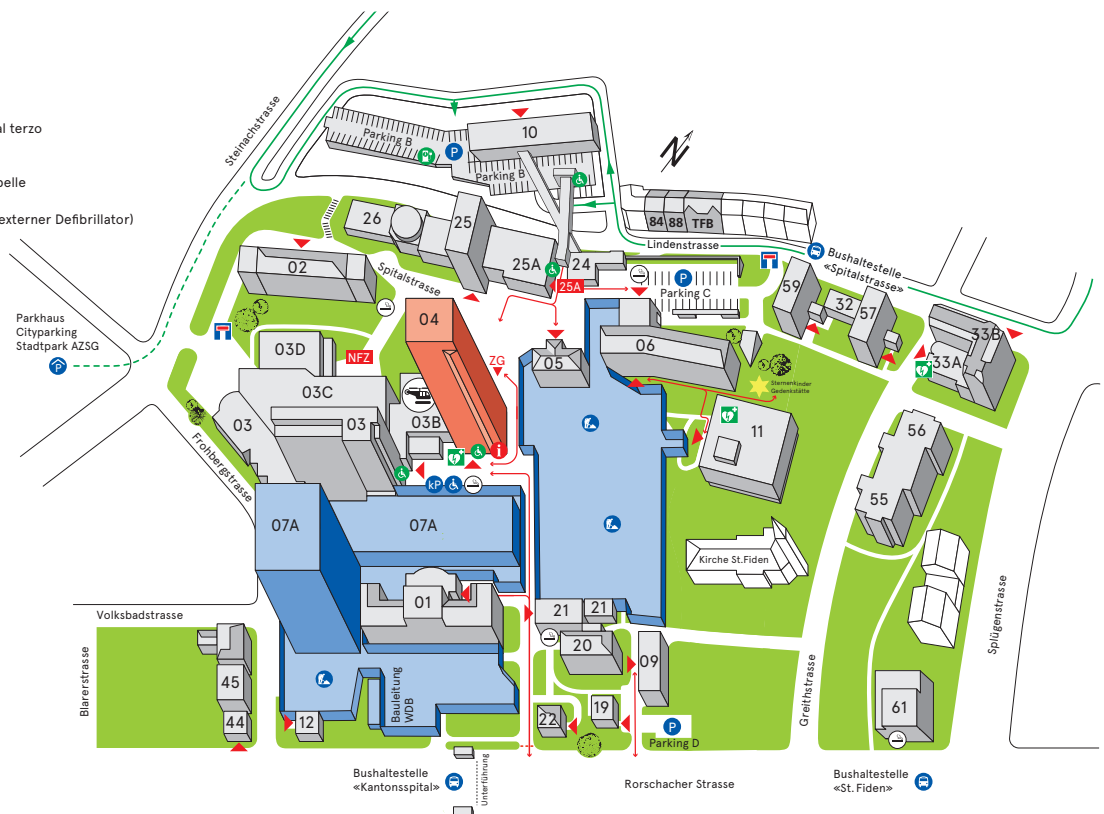 al terzo
pelle
externer Defibrillator)
Steinachstrasse
Parking B
P
10
Parking B
N
84
88
TFB
26
25
Lindenstrasse
Bushaltestelle
«Spitalstrasse»
02
Spitalstrasse
25A
24
25A
P
Parking C
59
32
57
33B
33A
Parkhaus
Cityparking
Stadtpark AZSG
P
04
03D
NFZ
ZG
05
06
Sternenkinder
Gedenkstätte
03C
03
03
03B
i
kP
11
56
55
Frohbergstrasse
07A
07A
Kirche St.Fiden
01
21
21
20
09
Volksbadstrasse
Blarerstrasse
45
44
12
Bauleitung
WDB
22
19
P
Parking D
Greithstrasse
Splügenstrasse
61
Bushaltestelle
«Kantonsspital»
Unterführung
Rorschacher Strasse
Bushaltestelle
«St. Fiden»